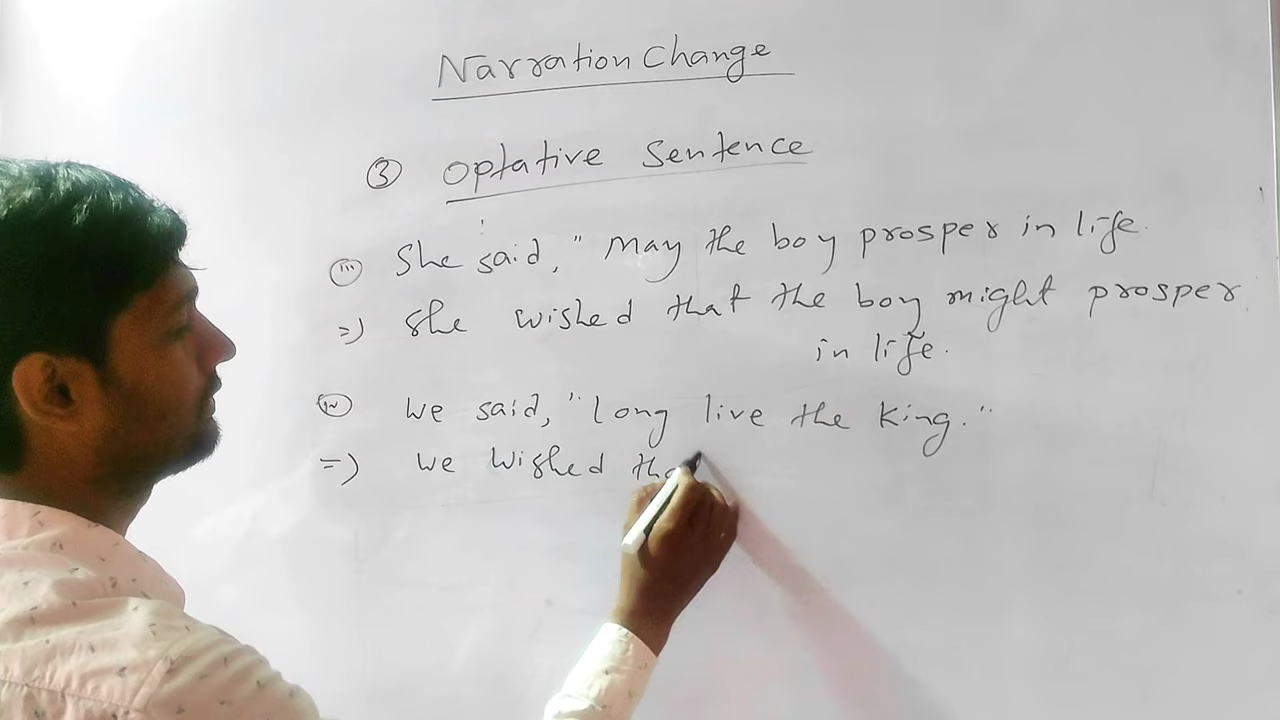 Narration Change
③ Optative Sentence
(iii) She said, "May the boy prosper in life.
=) She wished that the boy might prosper
in life.
(iv) We said, "Long live the King."
=) We wished tha